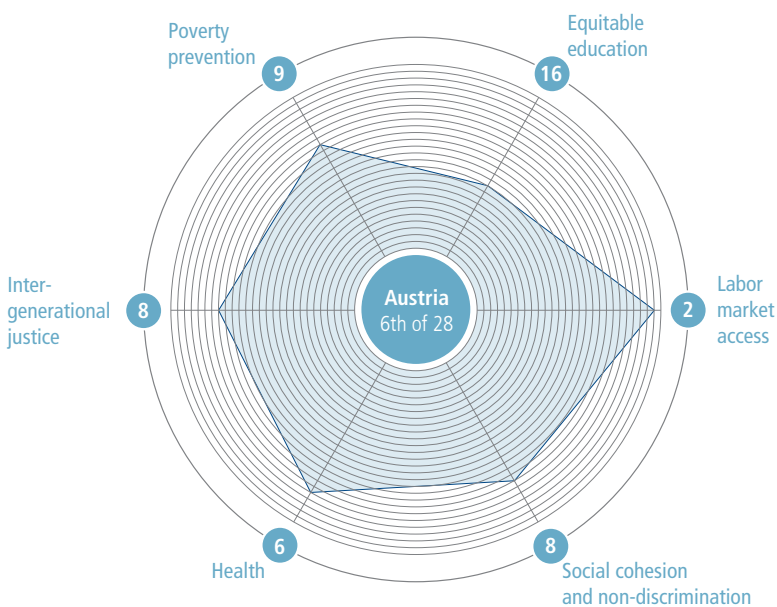 Poverty
prevention
9
Equitable
education
16
Inter-
generational
justice
8
Austria
6th of 28
2
Labor
market
access
6
Health
8
Social cohesion
and non-discrimination